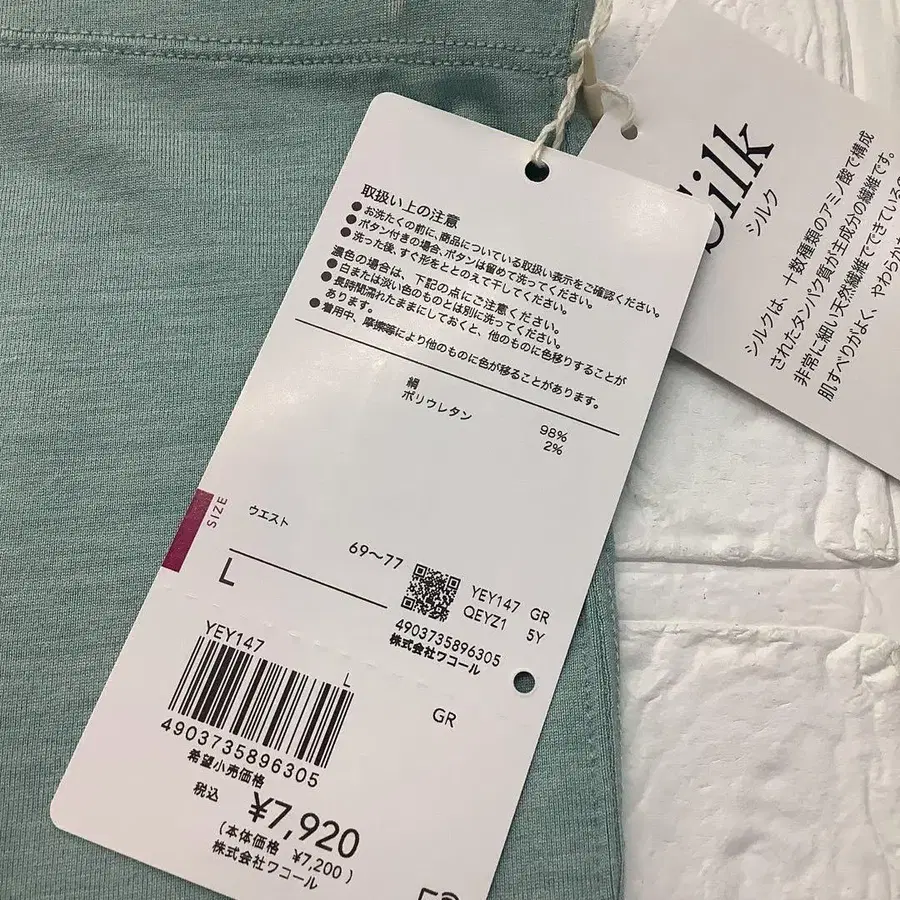 取扱い上の注意
●お洗たくの前に、商品についている取扱い表示をご確認ください。
●ボタン付きの場合、ボタンは留めて洗ってください。
●洗った後、すぐ形をととのえて干してください。
濃色の場合は、下記の点にご注意ください。
●白または淡い色のものとは別に洗ってください。
●長時間濡れたままにしておくと、他のものに色移りすることが
あります。
●着用中、摩擦等により他のものに色が移ることがあります。
絹 98%
ポリウレタン 2%
SIZE
ウエスト
69～77
L
YEY147 GR
QEYZ1 5Y
4903735896305
株式会社ワコール
YEY147
L
GR
4903735896305
希望小売価格
税込 ¥7,920
(本体価格 ¥7,200)
株式会社ワコール
Silk
シルク
シルクは、十数種類のアミノ酸で構成
されたタンパク質が主成分の繊維です。
非常に細い天然繊維でできているの
肌すべりがよく、やわらか